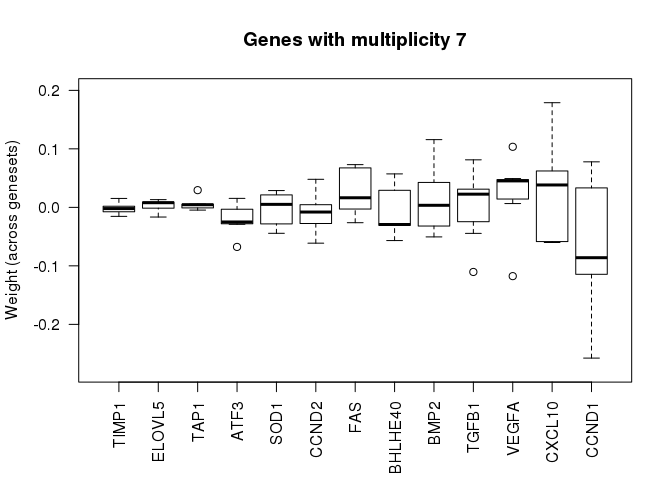 Genes with multiplicity 7
Weight (across genesets)
0.2
0.1
0.0
-0.1
-0.2
TIMP1
ELOVL5
TAP1
ATF3
SOD1
CCND2
FAS
BHLHE40
BMP2
TGFB1
VEGFA
CXCL10
CCND1